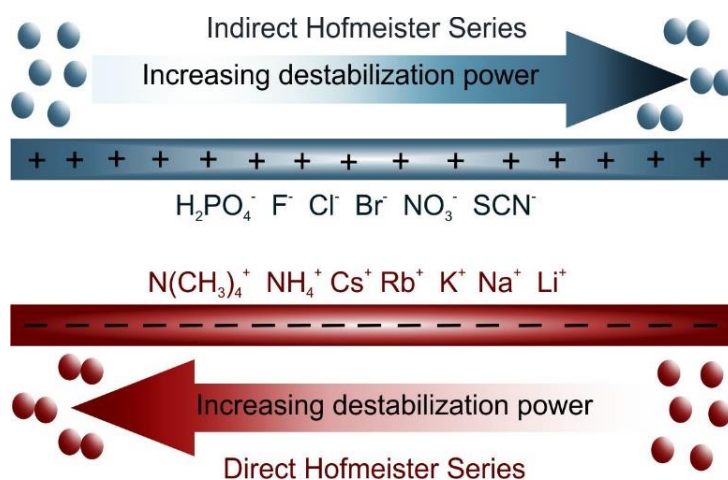 Indirect Hofmeister Series
Increasing destabilization power
+ + + + + + + + + + + + + + + +
H₂PO₄⁻ F⁻ Cl⁻ Br⁻ NO₃⁻ SCN⁻
N(CH₃)₄⁺ NH₄⁺ Cs⁺ Rb⁺ K⁺ Na⁺ Li⁺
− − − − − − − − − − − − − − − − − − −
Increasing destabilization power
Direct Hofmeister Series